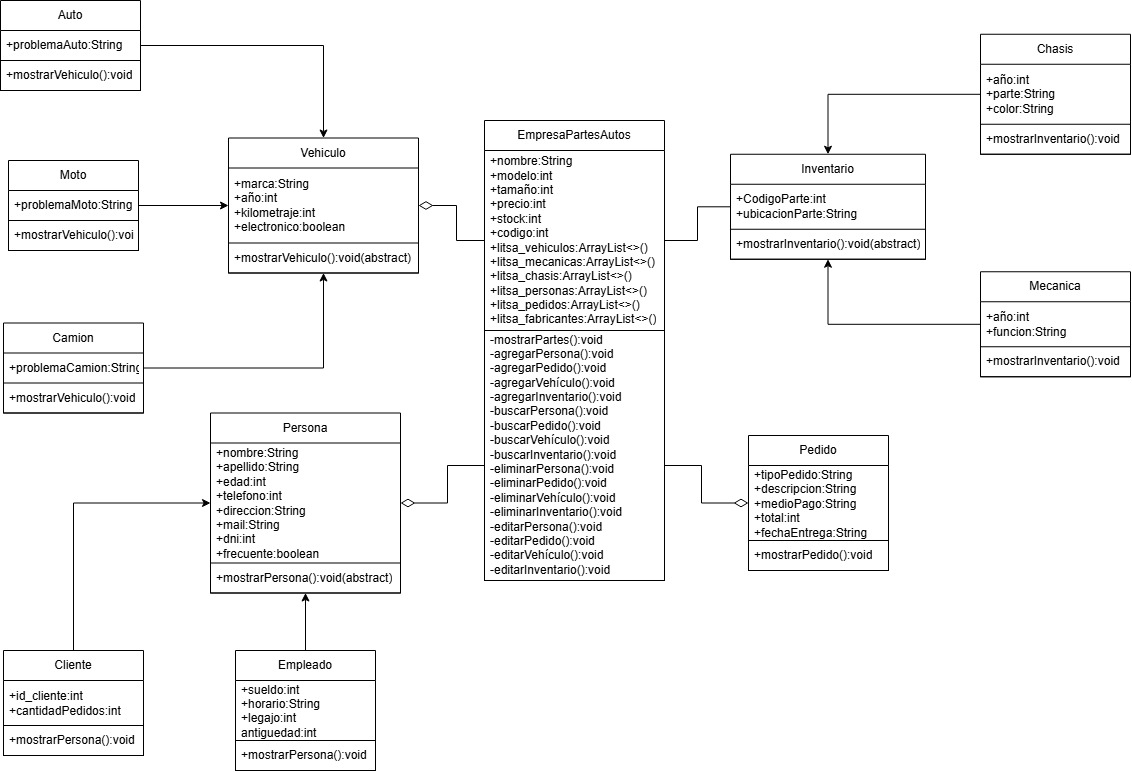 Auto
+problemaAuto:String
+mostrarVehiculo():void
Moto
+problemaMoto:String
+mostrarVehiculo():voi
Camion
+problemaCamion:String
+mostrarVehiculo():void
Vehiculo
+marca:String
+año:int
+kilometraje:int
+electronico:boolean
+mostrarVehiculo():void(abstract)
EmpresaPartesAutos
+nombre:String
+modelo:int
+tamaño:int
+precio:int
+stock:int
+codigo:int
+litsa_vehiculos:ArrayList<>()
+litsa_mecanicas:ArrayList<>()
+litsa_chasis:ArrayList<>()
+litsa_personas:ArrayList<>()
+litsa_pedidos:ArrayList<>()
+litsa_fabricantes:ArrayList<>()
-mostrarPartes():void
-agregarPersona():void
-agregarPedido():void
-agregarVehículo():void
-agregarInventario():void
-buscarPersona():void
-buscarPedido():void
-buscarVehículo():void
-buscarInventario():void
-eliminarPersona():void
-eliminarPedido():void
-eliminarVehículo():void
-eliminarInventario():void
-editarPersona():void
-editarPedido():void
-editarVehículo():void
-editarInventario():void
Inventario
+CodigoParte:int
+ubicacionParte:String
+mostrarInventario():void(abstract)
Chasis
+año:int
+parte:String
+color:String
+mostrarInventario():void
Mecanica
+año:int
+funcion:String
+mostrarInventario():void
Persona
+nombre:String
+apellido:String
+edad:int
+telefono:int
+direccion:String
+mail:String
+dni:int
+frecuente:boolean
+mostrarPersona():void(abstract)
Pedido
+tipoPedido:String
+descripcion:String
+medioPago:String
+total:int
+fechaEntrega:String
+mostrarPedido():void
Cliente
+id_cliente:int
+cantidadPedidos:int
+mostrarPersona():void
Empleado
+sueldo:int
+horario:String
+legajo:int
antiguedad:int
+mostrarPersona():void